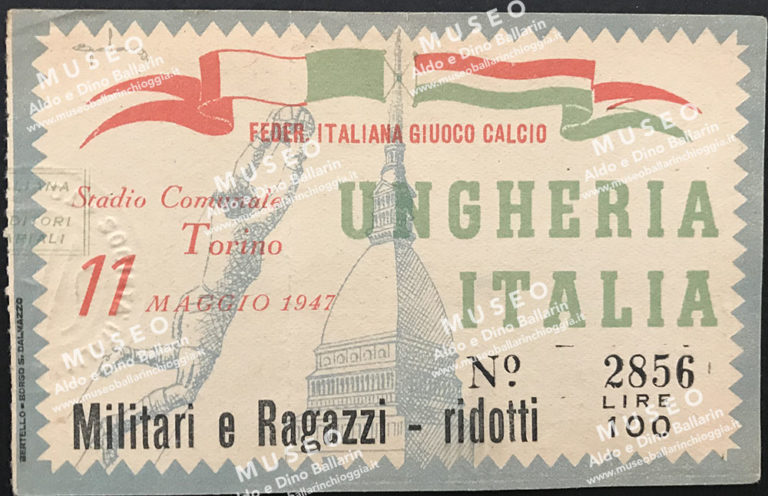 FEDER. ITALIANA GIUOCO CALCIO
Stadio Comunale
Torino
11 MAGGIO 1947
UNGHERIA
ITALIA
Nº 2856
LIRE
100
Militari e Ragazzi - ridotti
BERTELLO - BORGO S. DALMAZZO
MUSEO
Aldo e Dino Ballarin
www.museoballarinchioggia.it